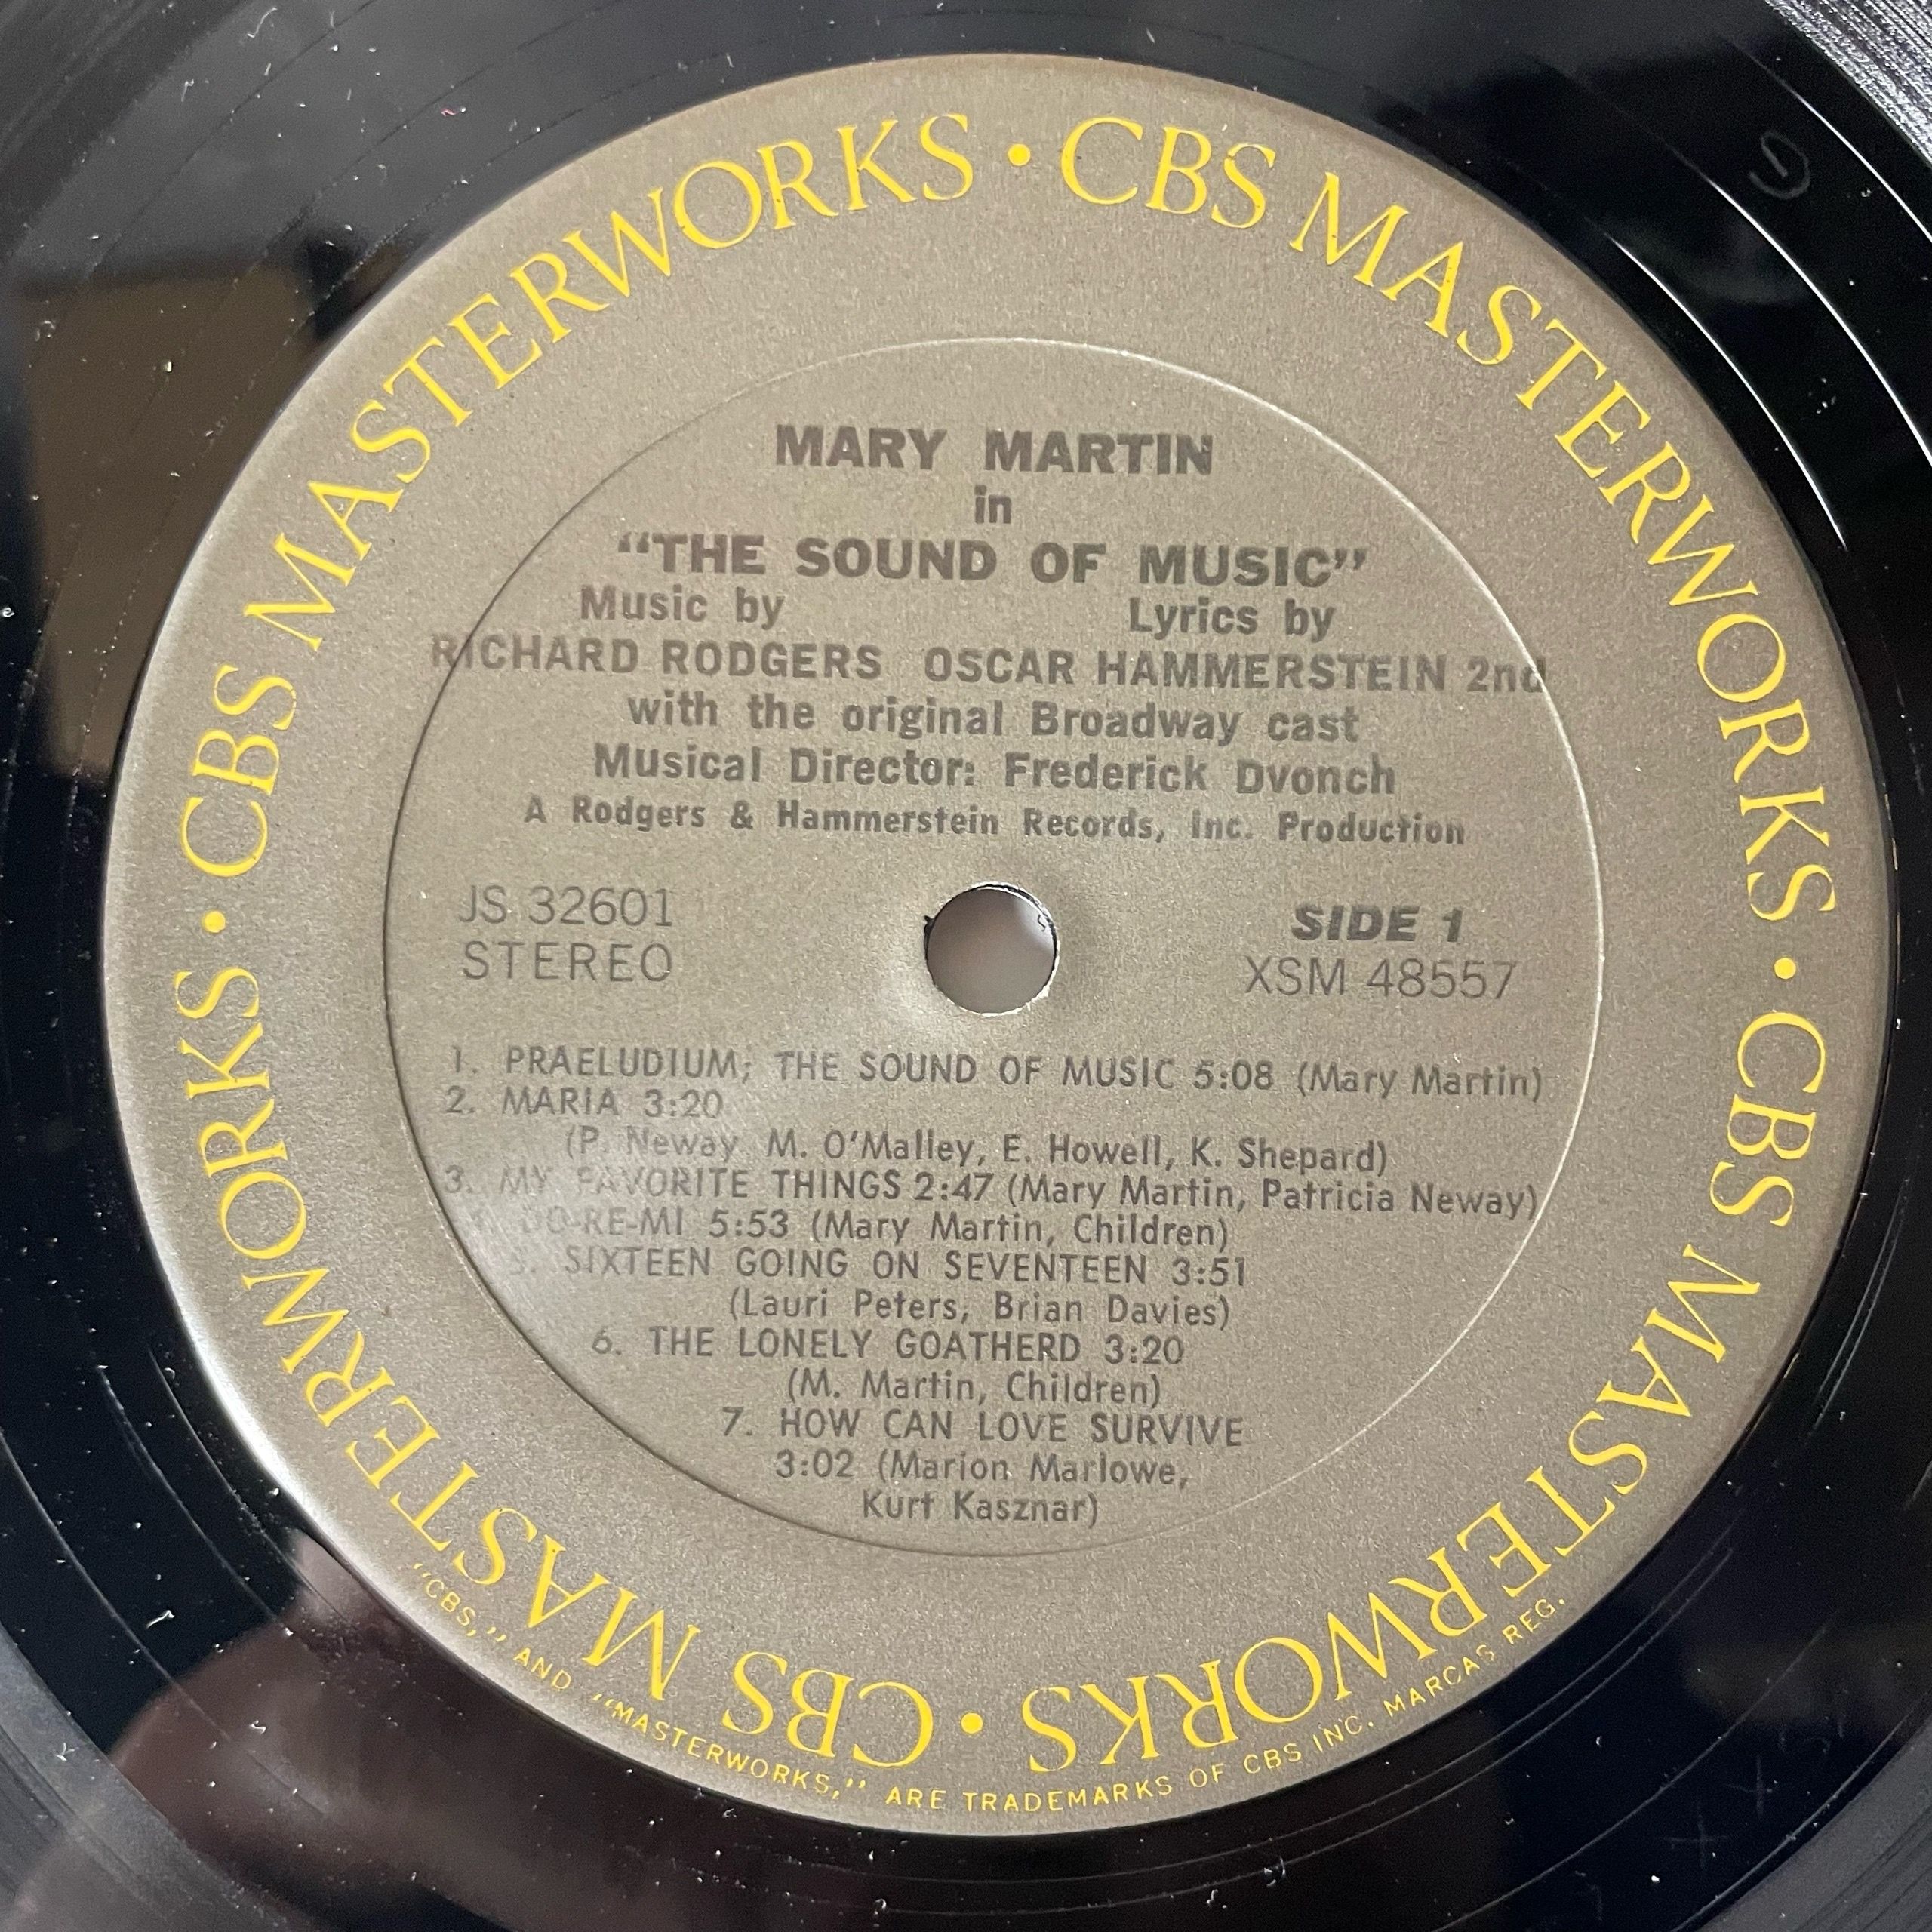 CBS MASTERWORKS • CBS MASTERWORKS • CBS MASTERWORKS • CBS MASTERWORKS •
MARY MARTIN
in
“THE SOUND OF MUSIC”
Music by Lyrics by
RICHARD RODGERS OSCAR HAMMERSTEIN 2nd
with the original Broadway cast
Musical Director: Frederick Dvonch
A Rodgers & Hammerstein Records, Inc. Production
JS 32601 SIDE 1
STEREO XSM 48557
1. PRAELUDIUM; THE SOUND OF MUSIC 5:08 (Mary Martin)
2. MARIA 3:20
(P. Neway, M. O’Malley, E. Howell, K. Shepard)
3. MY FAVORITE THINGS 2:47 (Mary Martin, Patricia Neway)
4. DO-RE-MI 5:53 (Mary Martin, Children)
5. SIXTEEN GOING ON SEVENTEEN 3:51
(Lauri Peters, Brian Davies)
6. THE LONELY GOATHERD 3:20
(M. Martin, Children)
7. HOW CAN LOVE SURVIVE
3:02 (Marion Marlowe,
Kurt Kasznar)
“CBS,” AND “MASTERWORKS,” ARE TRADEMARKS OF CBS INC. MARCAS REG.